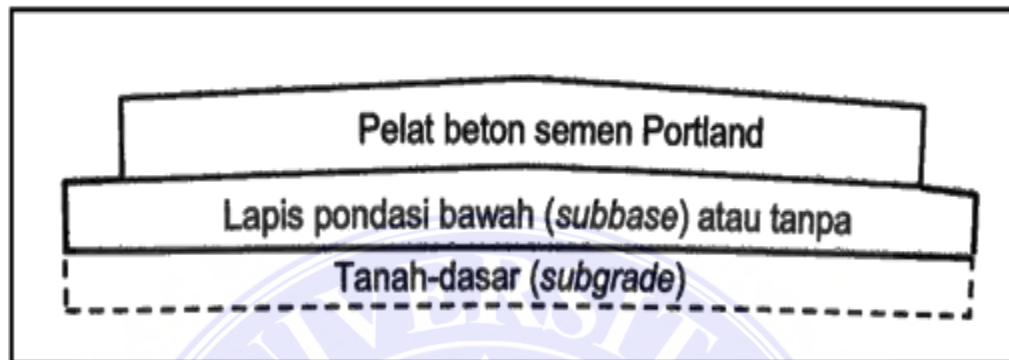 Pelat beton semen Portland
Lapis pondasi bawah (subbase) atau tanpa
Tanah-dasar (subgrade)